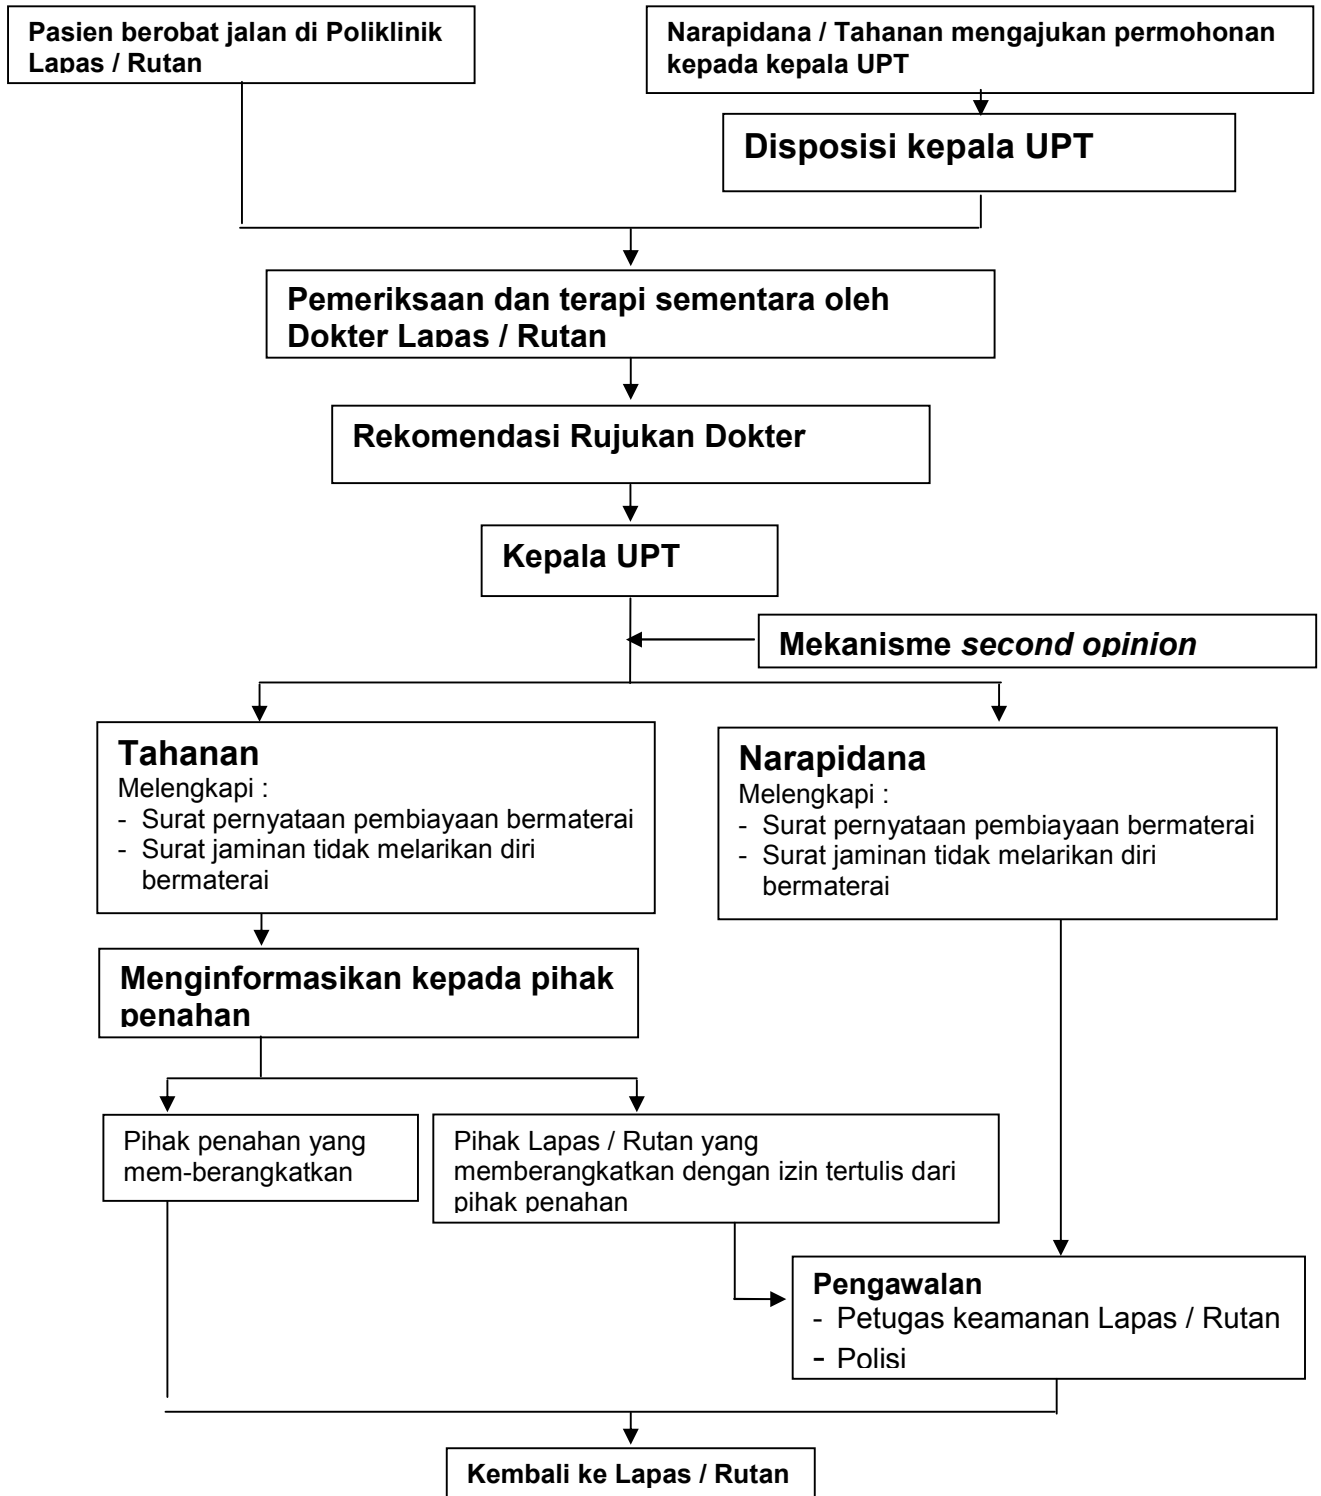 Pasien berobat jalan di Poliklinik
Lapas / Rutan
Narapidana / Tahanan mengajukan permohonan
kepada kepala UPT
Disposisi kepala UPT
Pemeriksaan dan terapi sementara oleh
Dokter Lapas / Rutan
Rekomendasi Rujukan Dokter
Kepala UPT
Mekanisme second opinion
Tahanan
Melengkapi :
- Surat pernyataan pembiayaan bermaterai
- Surat jaminan tidak melarikan diri
bermaterai
Narapidana
Melengkapi :
- Surat pernyataan pembiayaan bermaterai
- Surat jaminan tidak melarikan diri
bermaterai
Menginformasikan kepada pihak
penahan
Pihak penahan yang
mem-berangkatkan
Pihak Lapas / Rutan yang
memberangkatkan dengan izin tertulis dari
pihak penahan
Pengawalan
- Petugas keamanan Lapas / Rutan
- Polisi
Kembali ke Lapas / Rutan